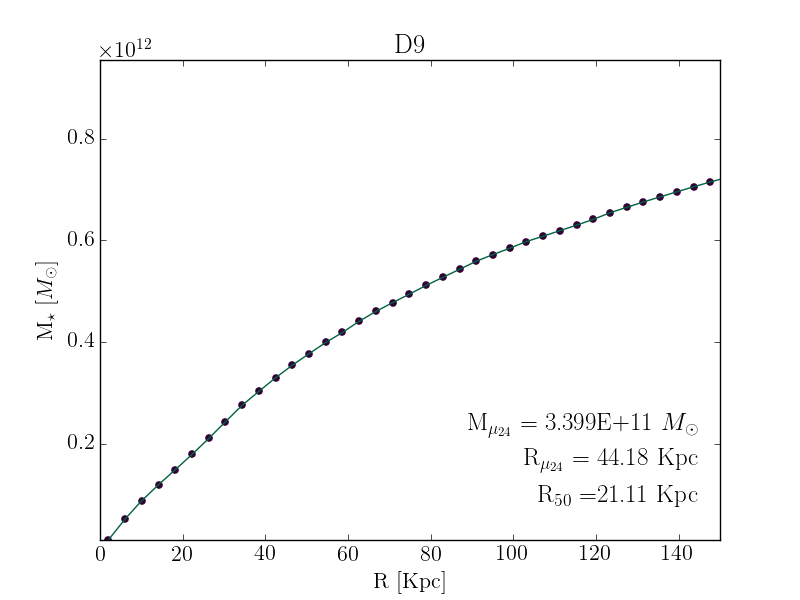 D9
×10¹²
0.8
0.6
0.4
0.2
M⋆ [M⊙]
M_μ24 = 3.399E+11 M⊙
R_μ24 = 44.18 Kpc
R₅₀ =21.11 Kpc
0 20 40 60 80 100 120 140
R [Kpc]